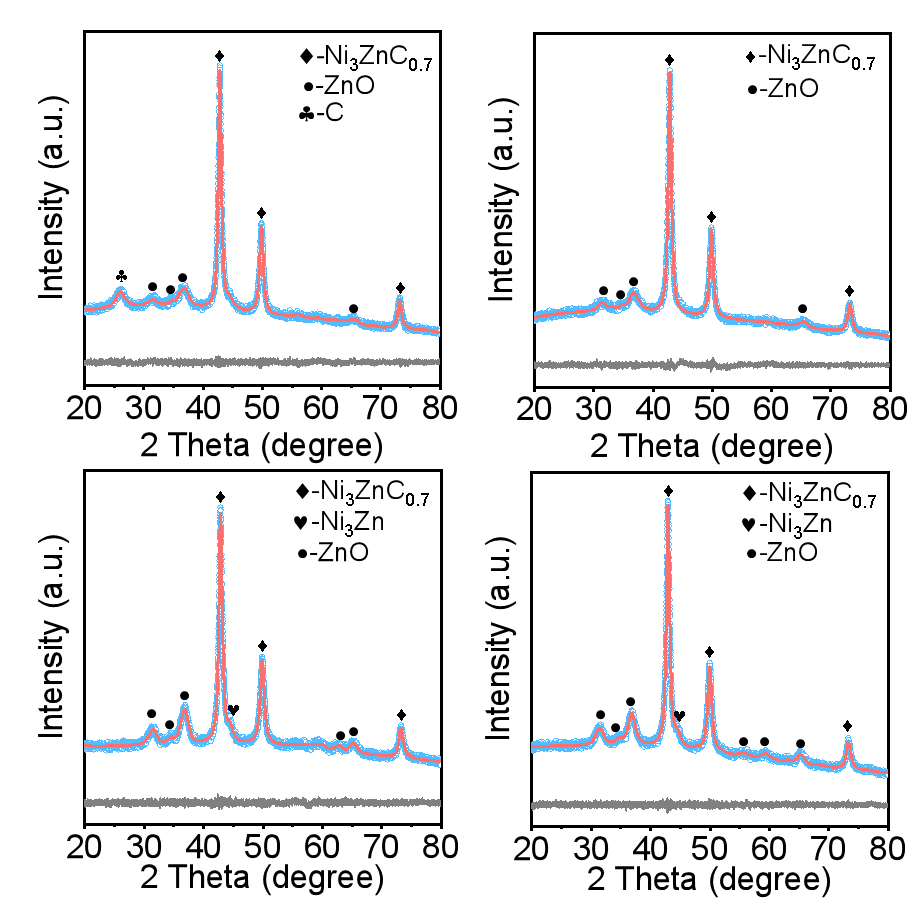 ♦-Ni₃ZnC₀.₇
●-ZnO
♣-C
Intensity (a.u.)
20 30 40 50 60 70 80
2 Theta (degree)
♦-Ni₃ZnC₀.₇
●-ZnO
Intensity (a.u.)
20 30 40 50 60 70 80
2 Theta (degree)
♦-Ni₃ZnC₀.₇
♥-Ni₃Zn
●-ZnO
Intensity (a.u.)
20 30 40 50 60 70 80
2 Theta (degree)
♦-Ni₃ZnC₀.₇
♥-Ni₃Zn
●-ZnO
Intensity (a.u.)
20 30 40 50 60 70 80
2 Theta (degree)